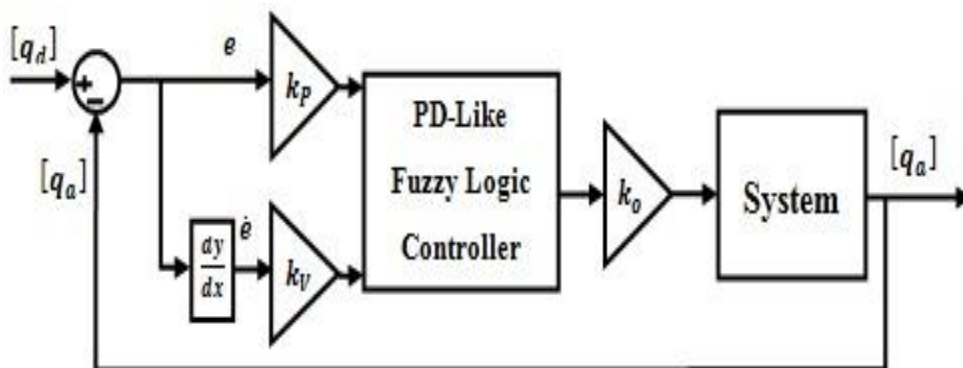 [q_d]
+
−
e
k_P
PD-Like
Fuzzy Logic
Controller
k_o
System
[q_a]
[q_a]
dy
dx
ė
k_V